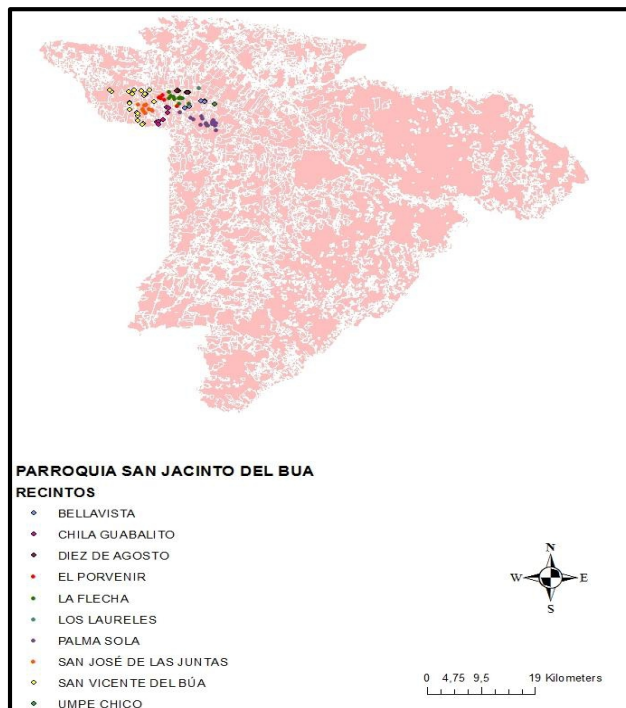 PARROQUIA SAN JACINTO DEL BUA
RECINTOS
BELLAVISTA
CHILA GUABALITO
DIEZ DE AGOSTO
EL PORVENIR
LA FLECHA
LOS LAURELES
PALMA SOLA
SAN JOSÉ DE LAS JUNTAS
SAN VICENTE DEL BÚA
UMPE CHICO
N
W E
S
0 4,75 9,5 19 Kilometers